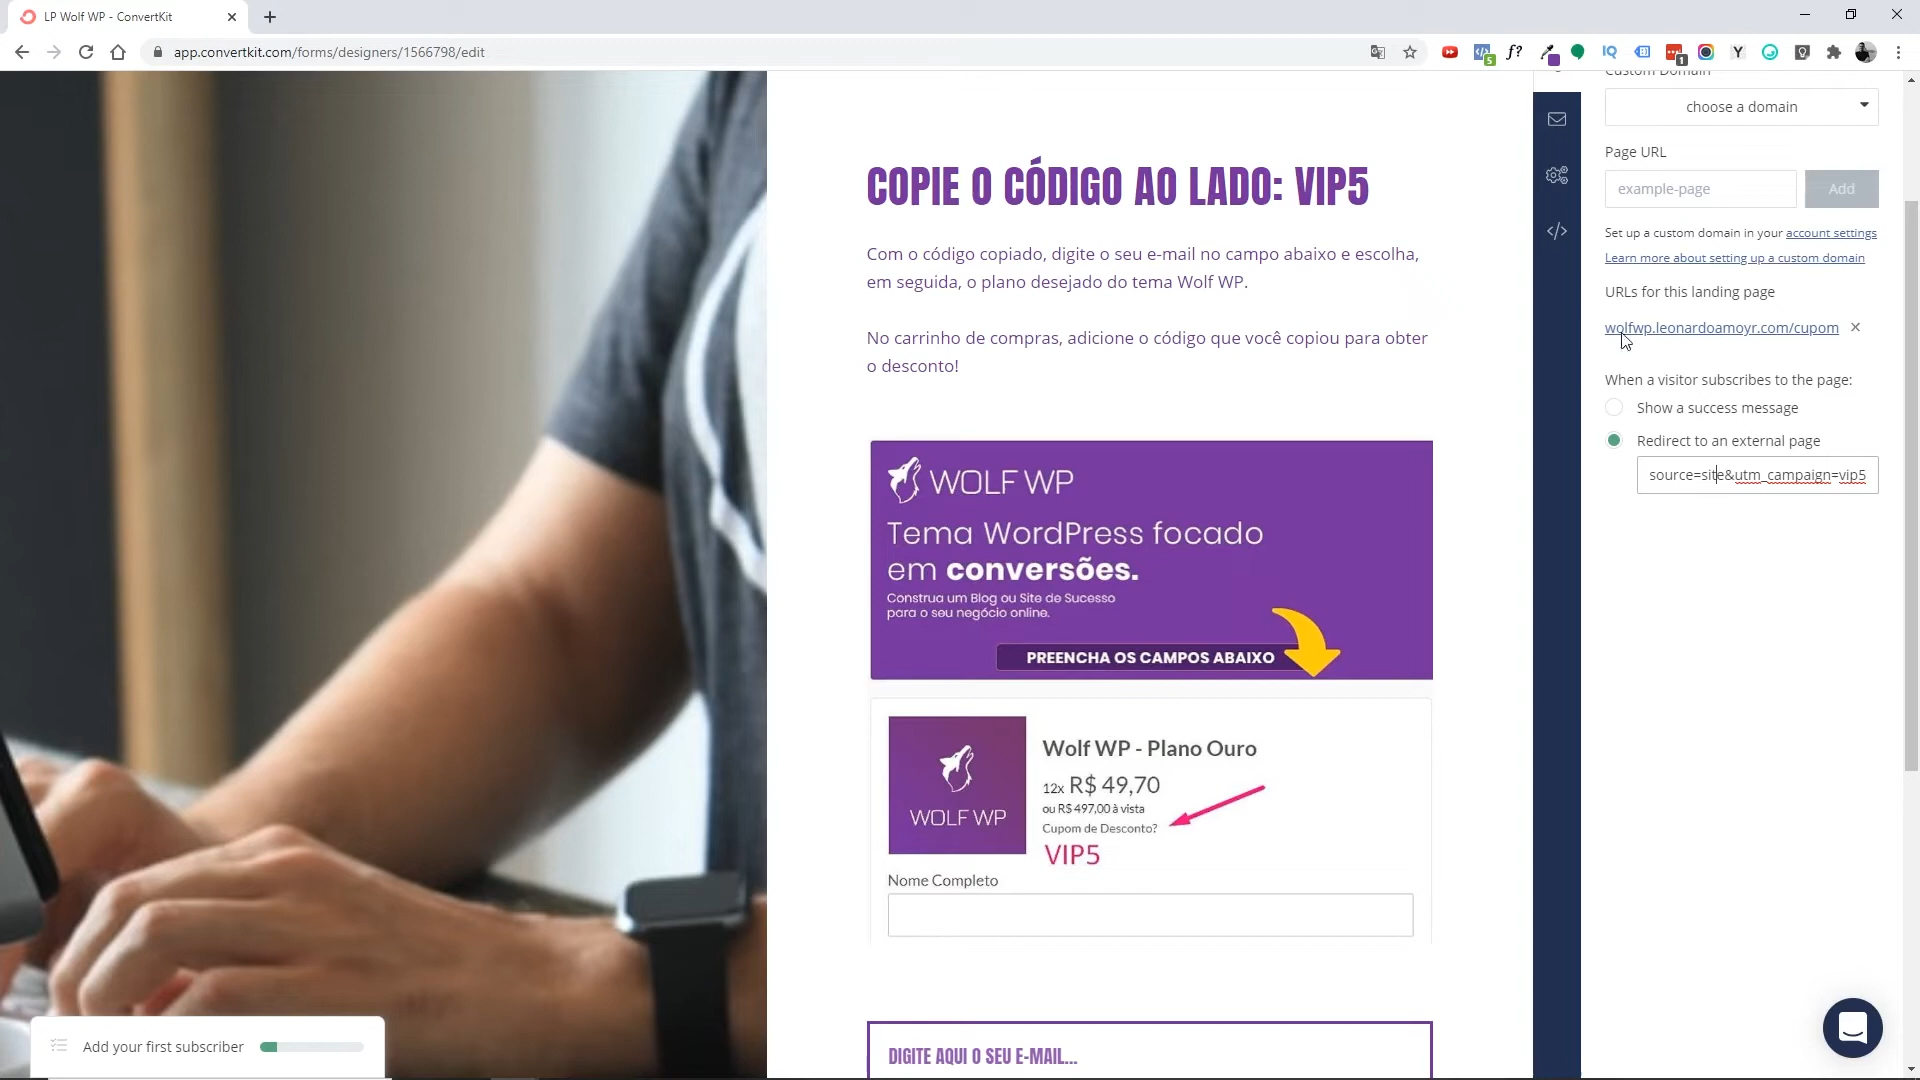 LP Wolf WP - ConvertKit
app.convertkit.com/forms/designers/1566798/edit
COPIE O CÓDIGO AO LADO: VIP5
Com o código copiado, digite o seu e-mail no campo abaixo e escolha,
em seguida, o plano desejado do tema Wolf WP.
No carrinho de compras, adicione o código que você copiou para obter
o desconto!
WOLF WP
Tema WordPress focado
em conversões.
Construa um Blog ou Site de Sucesso
para o seu negócio online.
PREENCHA OS CAMPOS ABAIXO
WOLF WP
Wolf WP - Plano Ouro
12x R$ 49,70
ou R$ 497,00 à vista
Cupom de Desconto?
VIP5
Nome Completo
DIGITE AQUI O SEU E-MAIL...
Add your first subscriber
Custom Domain
choose a domain
Page URL
example-page
Add
Set up a custom domain in your account settings
Learn more about setting up a custom domain
URLs for this landing page
wolfwp.leonardoamoyr.com/cupom
When a visitor subscribes to the page:
Show a success message
Redirect to an external page
source=site&utm_campaign=vip5